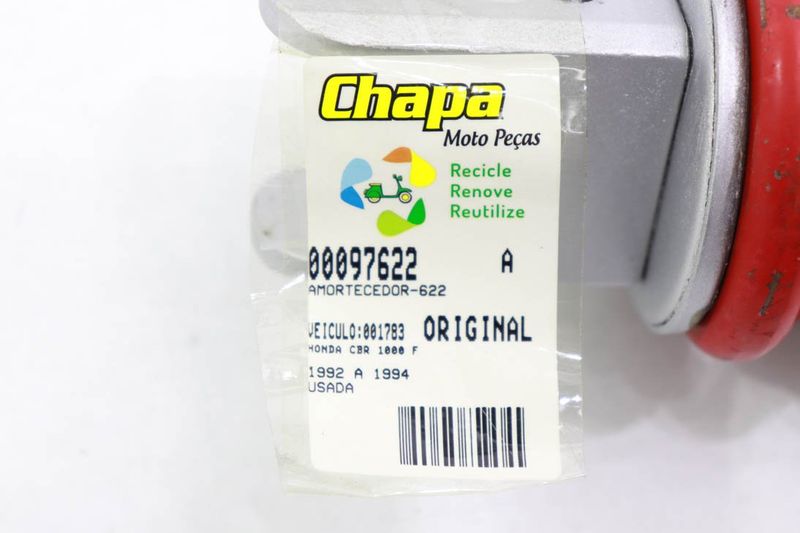 Chapa
Moto Peças
Recicle
Renove
Reutilize
00097622 A
AMORTECEDOR-622
VEICULO:001783 ORIGINAL
HONDA CBR 1000 F
1992 A 1994
USADA